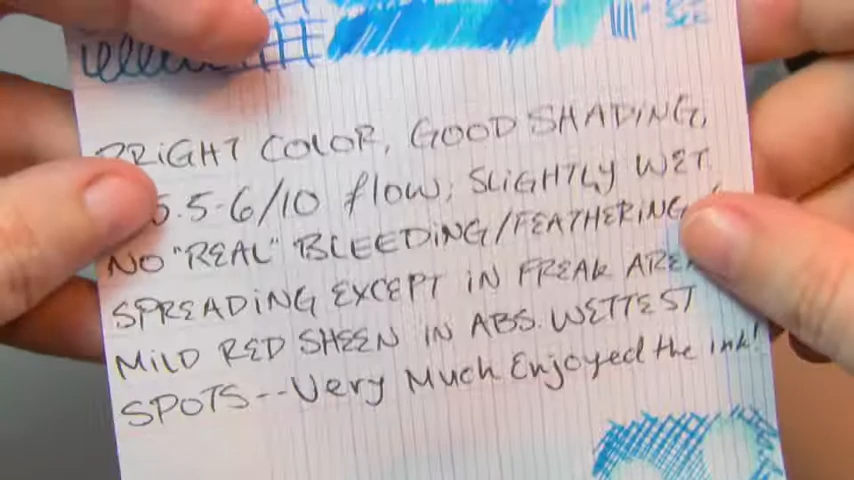 BRIGHT COLOR, GOOD SHADING,
5.5-6/10 flow; SLIGHTLY WET.
NO "REAL" BLEEDING/FEATHERING/
SPREADING EXCEPT IN FREAK AREA
MILD RED SHEEN IN ABS. WETTEST
SPOTS--Very Much Enjoyed the ink!